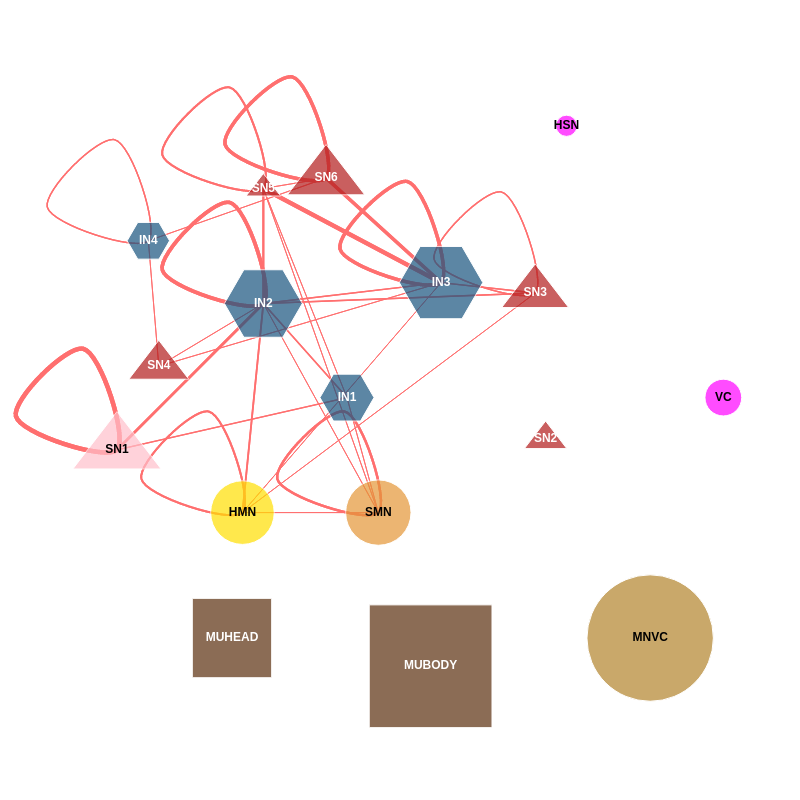 HSN
SN6
SN5
IN4
IN3
SN3
IN2
SN4
IN1
VC
SN2
SN1
HMN
SMN
MUHEAD
MNVC
MUBODY